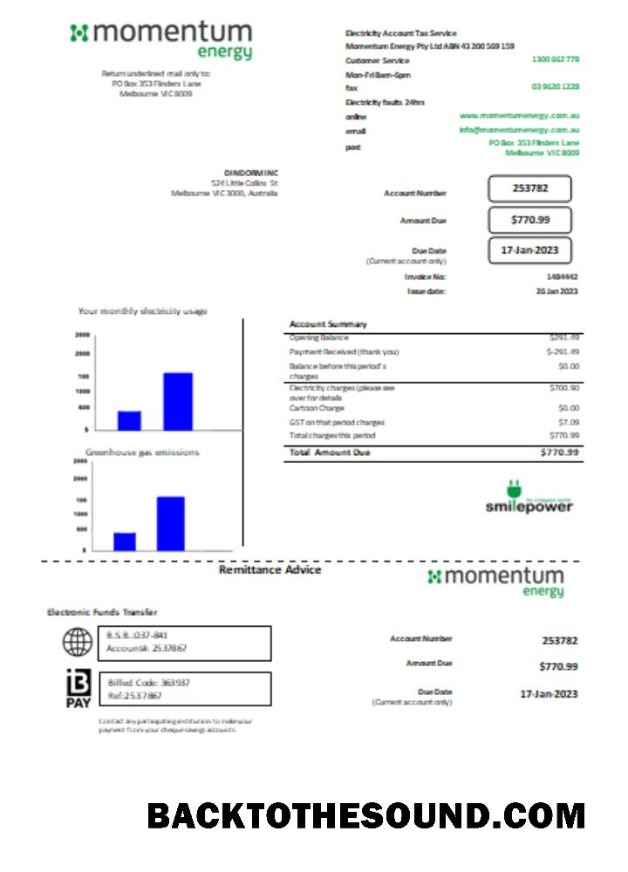 momentum
energy
Return underlined mail only to:
PO Box 353 Flinders Lane
Melbourne VIC 8009
Electricity Account Tax Service
Momentum Energy Pty Ltd ABN 43 200 569 159
Customer Service 1300 662 778
Mon-Fri 8am-6pm
fax 03 9620 1228
Electricity faults 24hrs
online www.momentumenergy.com.au
email info@momentumenergy.com.au
post PO Box 353 Flinders Lane
Melbourne VIC 8009
DINDORM INC
524 Little Collins St
Melbourne VIC 3000, Australia
Account Number 253782
Amount Due $770.99
Due Date 17-Jan-2023
(Current account only)
Invoice No: 1484442
Issue date: 26 Jan 2023
Your monthly electricity usage
2500
2000
100
1000
600
$
Greenhouse gas emissions
2000
2000
100
1000
500
$
Account Summary
Opening Balance $291.49
Payment Received (thank you) $-291.49
Balance before this period's $0.00
charges
Electricity charges (please see $700.90
over for details
Cartoon Charge $0.00
GST on that period charges $7.09
Total charges this period $770.99
Total Amount Due $770.99
smilepower
Remittance Advice
momentum
energy
Electronic Funds Transfer
B.S.B.:037-841
Account#: 2537867
B
PAY
Billed Code: 363937
Ref:2537867
Contact any participating institution to make your
payment from your cheque-savings accounts.
Account Number 253782
Amount Due $770.99
Due Date 17-Jan-2023
(Current account only)
BACKTOTHESOUND.COM